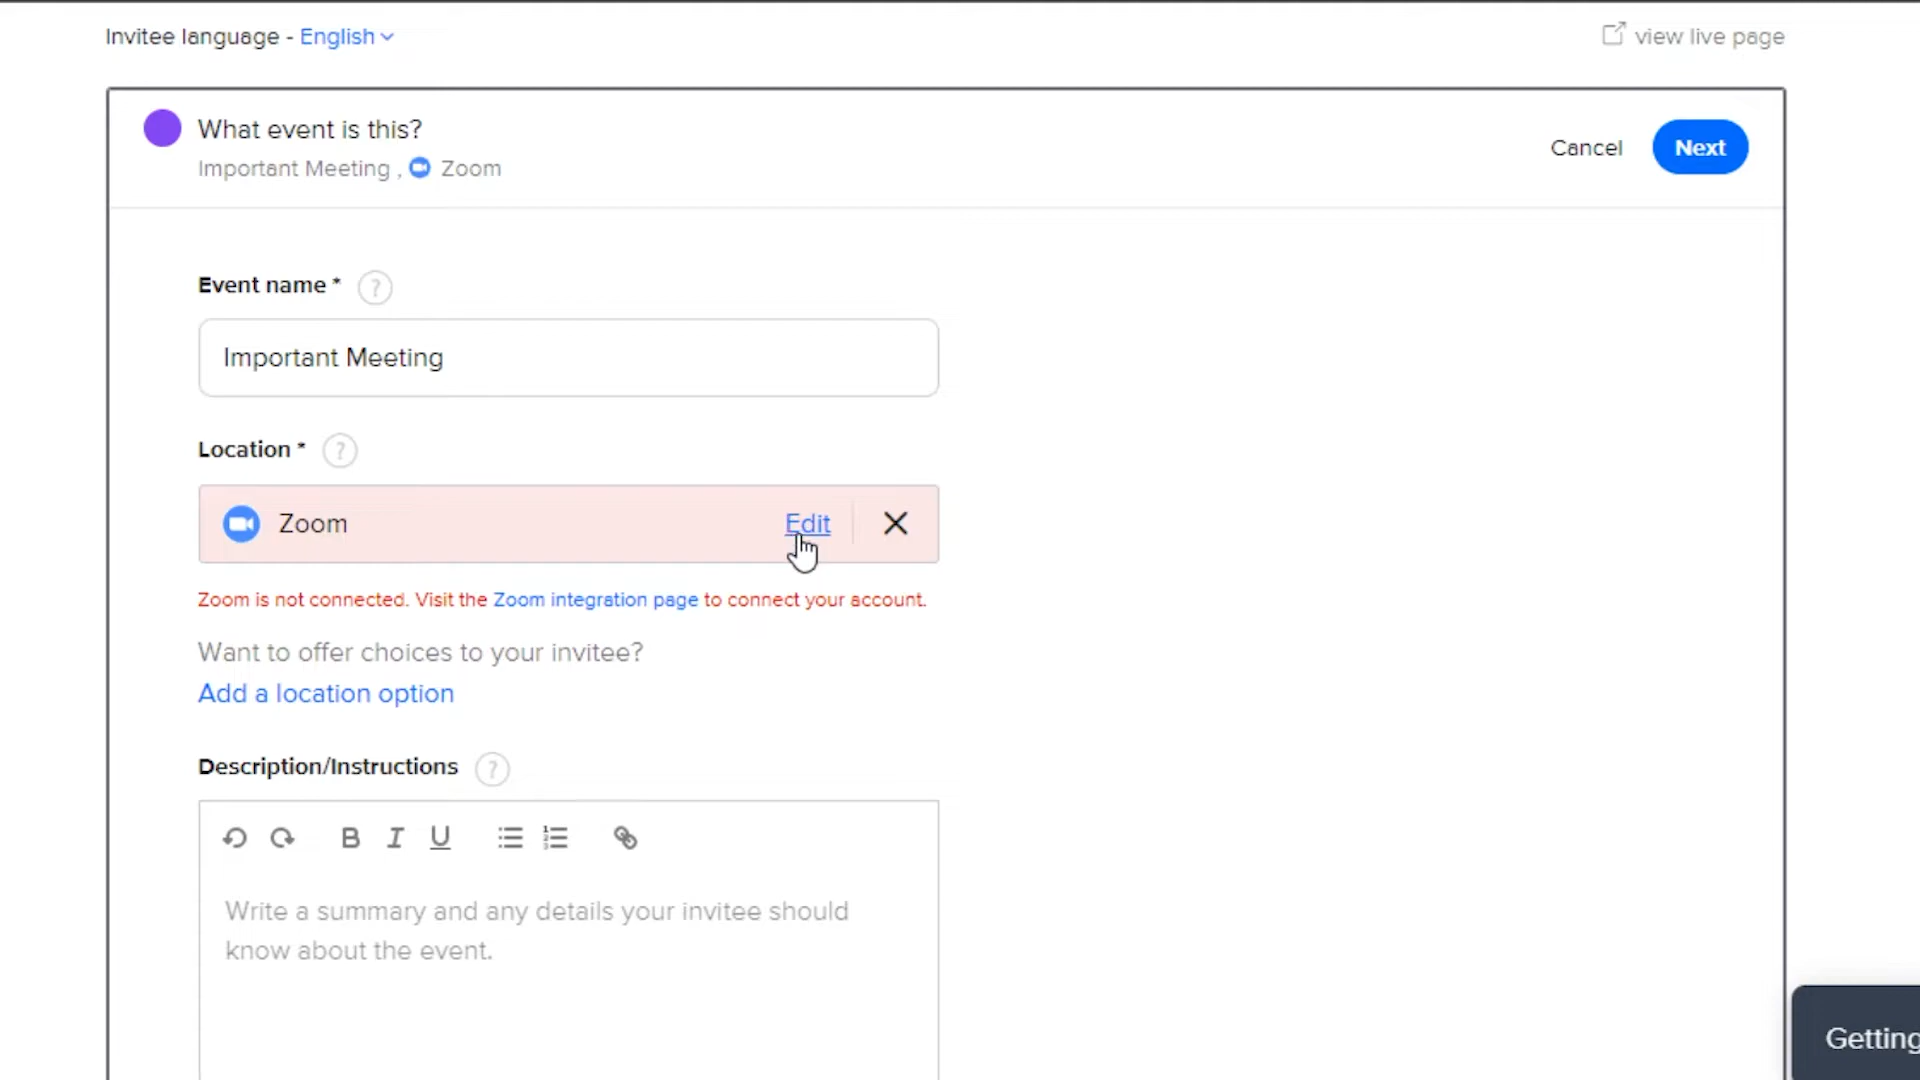 Invitee language - English
view live page
What event is this?
Important Meeting , Zoom
Cancel
Next
Event name *
?
Important Meeting
Location *
?
Zoom
Edit
Zoom is not connected. Visit the Zoom integration page to connect your account.
Want to offer choices to your invitee?
Add a location option
Description/Instructions
?
B I U
Write a summary and any details your invitee should
know about the event.
Getting